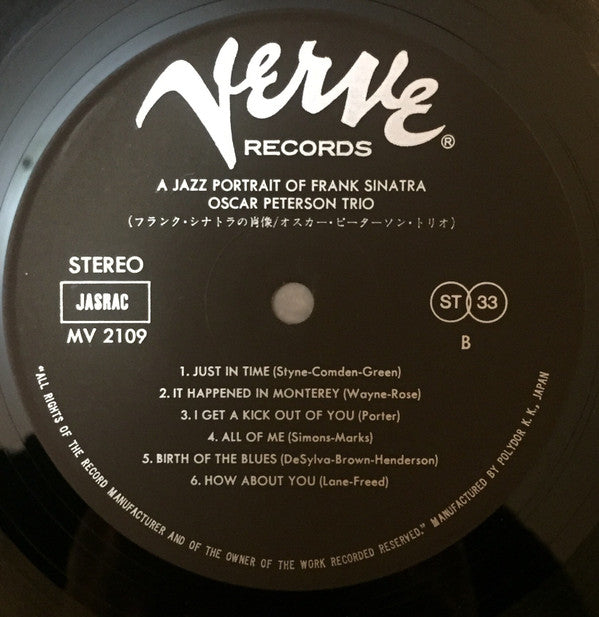 VERVE
RECORDS ®
A JAZZ PORTRAIT OF FRANK SINATRA
OSCAR PETERSON TRIO
(フランク・シナトラの肖像/オスカー・ピーターソン・トリオ)
STEREO
JASRAC
MV 2109
ST 33
B
1. JUST IN TIME (Styne-Comden-Green)
2. IT HAPPENED IN MONTEREY (Wayne-Rose)
3. I GET A KICK OUT OF YOU (Porter)
4. ALL OF ME (Simons-Marks)
5. BIRTH OF THE BLUES (DeSylva-Brown-Henderson)
6. HOW ABOUT YOU (Lane-Freed)
"ALL RIGHTS OF THE RECORD MANUFACTURER AND OF THE OWNER OF THE WORK RECORDED RESERVED." MANUFACTURED BY POLYDOR K. K., JAPAN